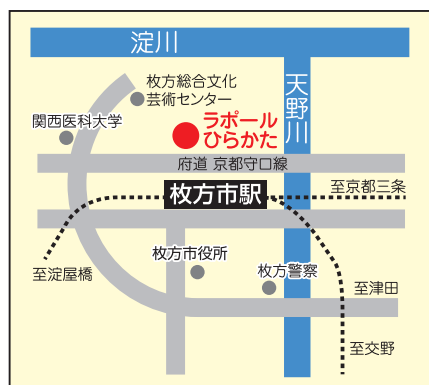 淀川
天野川
枚方総合文化
芸術センター
関西医科大学
ラポール
ひらかた
府道 京都守口線
枚方市駅
至京都三条
枚方市役所
至淀屋橋
枚方警察
至津田
至交野